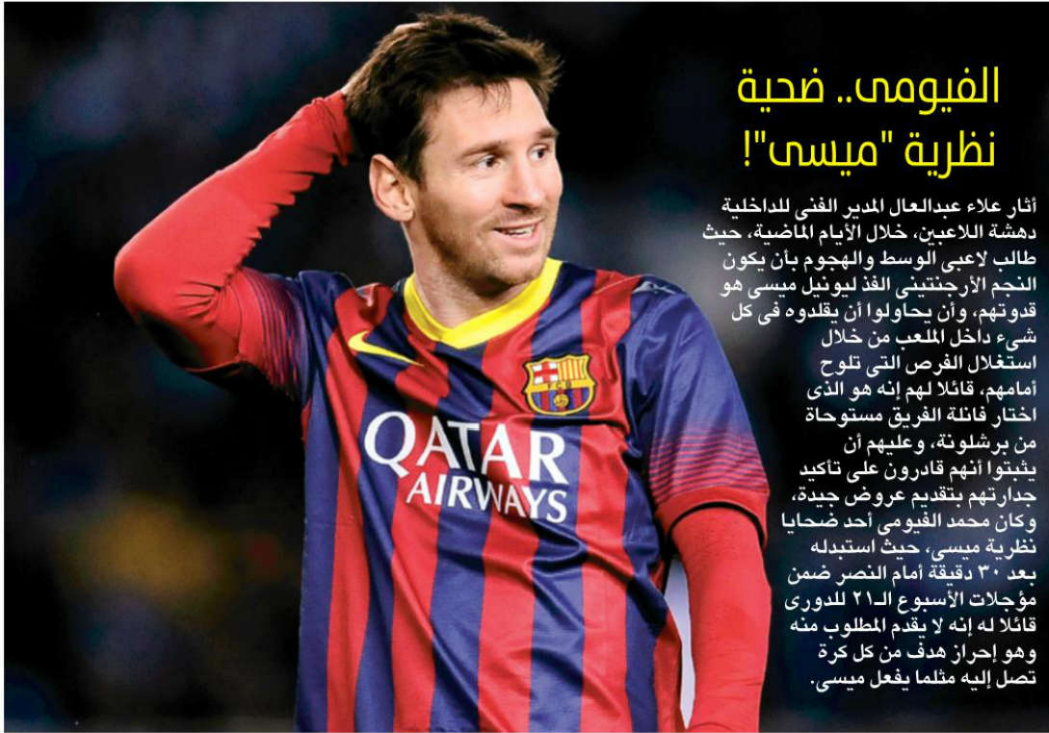 الفيومى.. ضحية
نظرية "ميسى"!
أثار علاء عبدالعال المدير الفنى للداخلية
دهشة اللاعبين، خلال الأيام الماضية، حيث
طالب لاعبى الوسط والهجوم بأن يكون
النجم الأرجنتينى الفذ ليونيل ميسى هو
قدوتهم، وأن يحاولوا أن يقلدوه فى كل
شىء داخل الملعب من خلال
استغلال الفرص التى تلوح
أمامهم، قائلا لهم إنه هو الذى
اختار فانلة الفريق مستوحاة
من برشلونة، وعليهم أن
يثبتوا أنهم قادرون على تأكيد
جدارتهم بتقديم عروض جيدة،
وكان محمد الفيومى أحد ضحايا
نظرية ميسى، حيث استبدله
بعد ٣٠ دقيقة أمام النصر ضمن
مؤجلات الأسبوع الـ٢١ للدورى
قائلا له إنه لا يقدم المطلوب منه
وهو إحراز هدف من كل كرة
تصل إليه مثلما يفعل ميسى.
FCB
QATAR
AIRWAYS